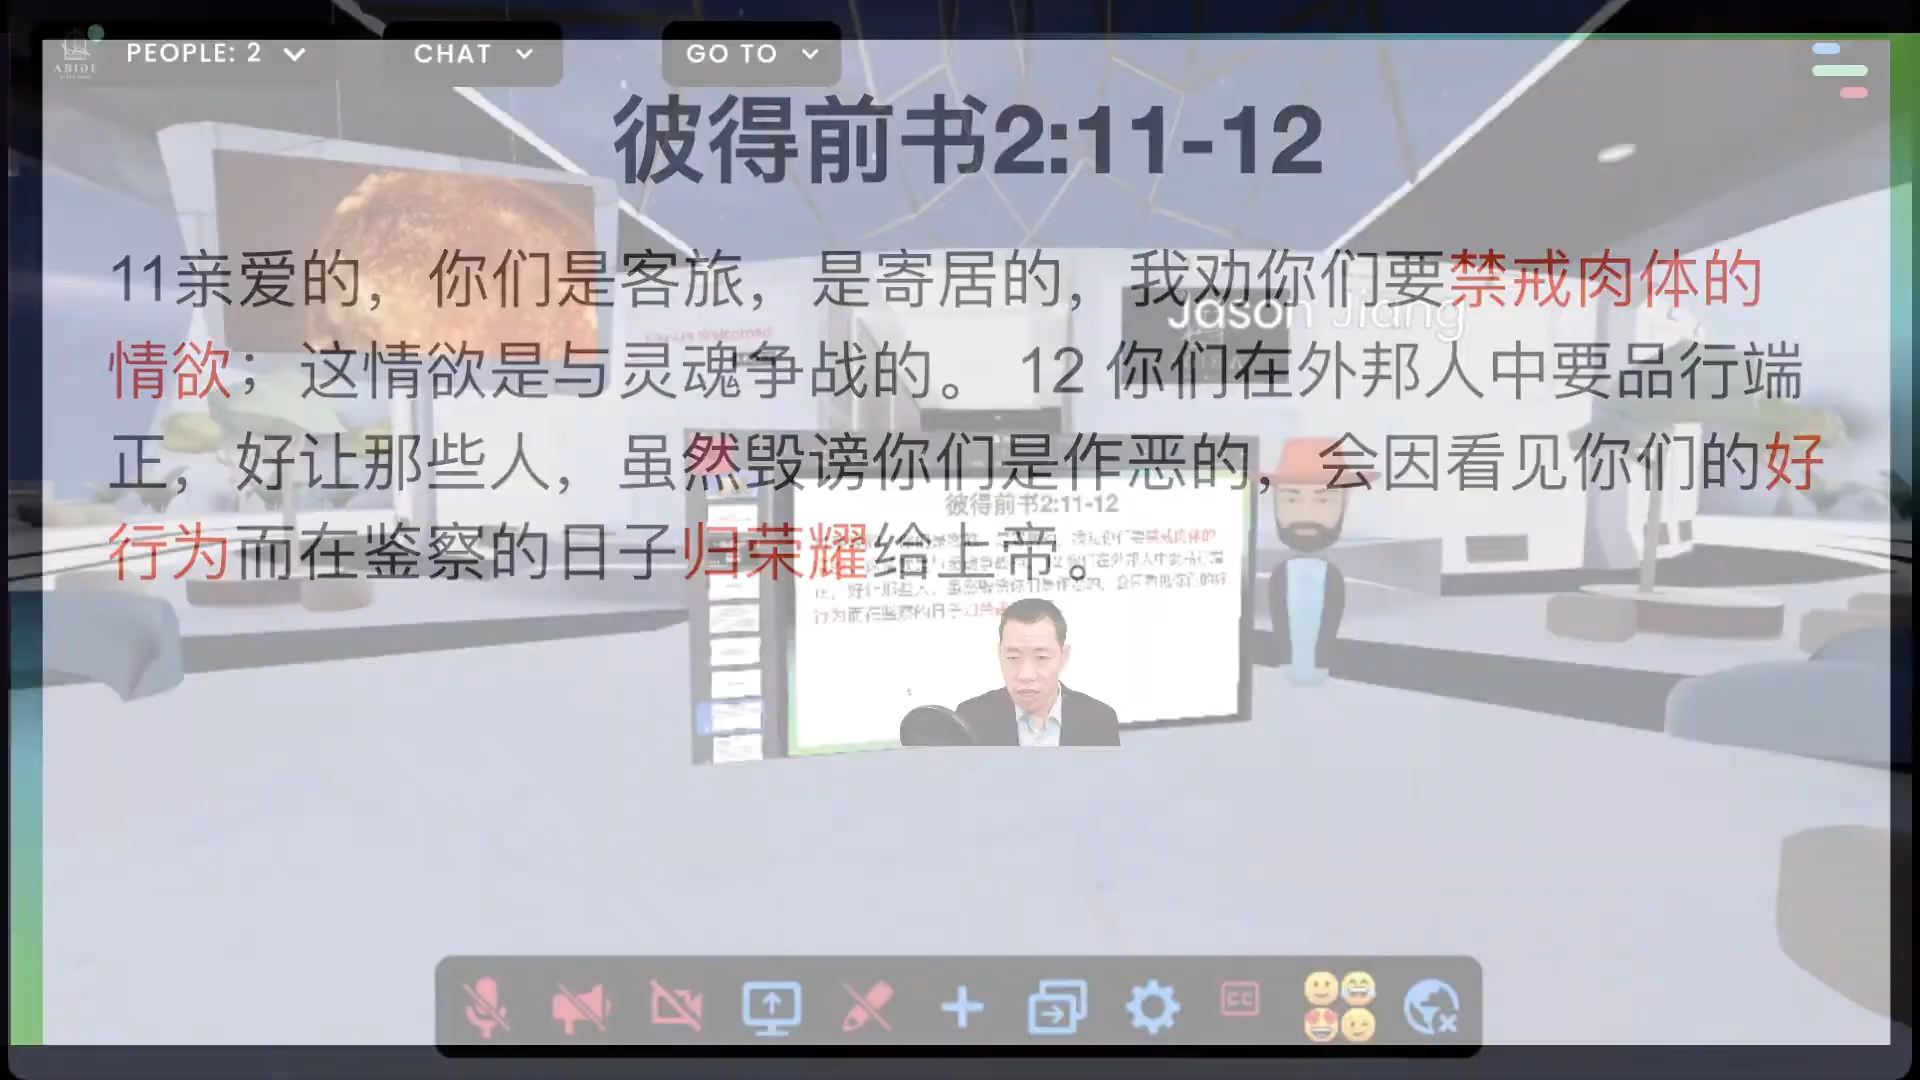 ABIDE
PEOPLE: 2
CHAT
GO TO
彼得前书2:11-12
11亲爱的，你们是客旅，是寄居的，我劝你们要禁戒肉体的
情欲；这情欲是与灵魂争战的。 12 你们在外邦人中要品行端
正，好让那些人，虽然毁谤你们是作恶的，会因看见你们的好
行为而在鉴察的日子归荣耀给上帝。
Jason Jiang
彼得前书2:11-12
CC